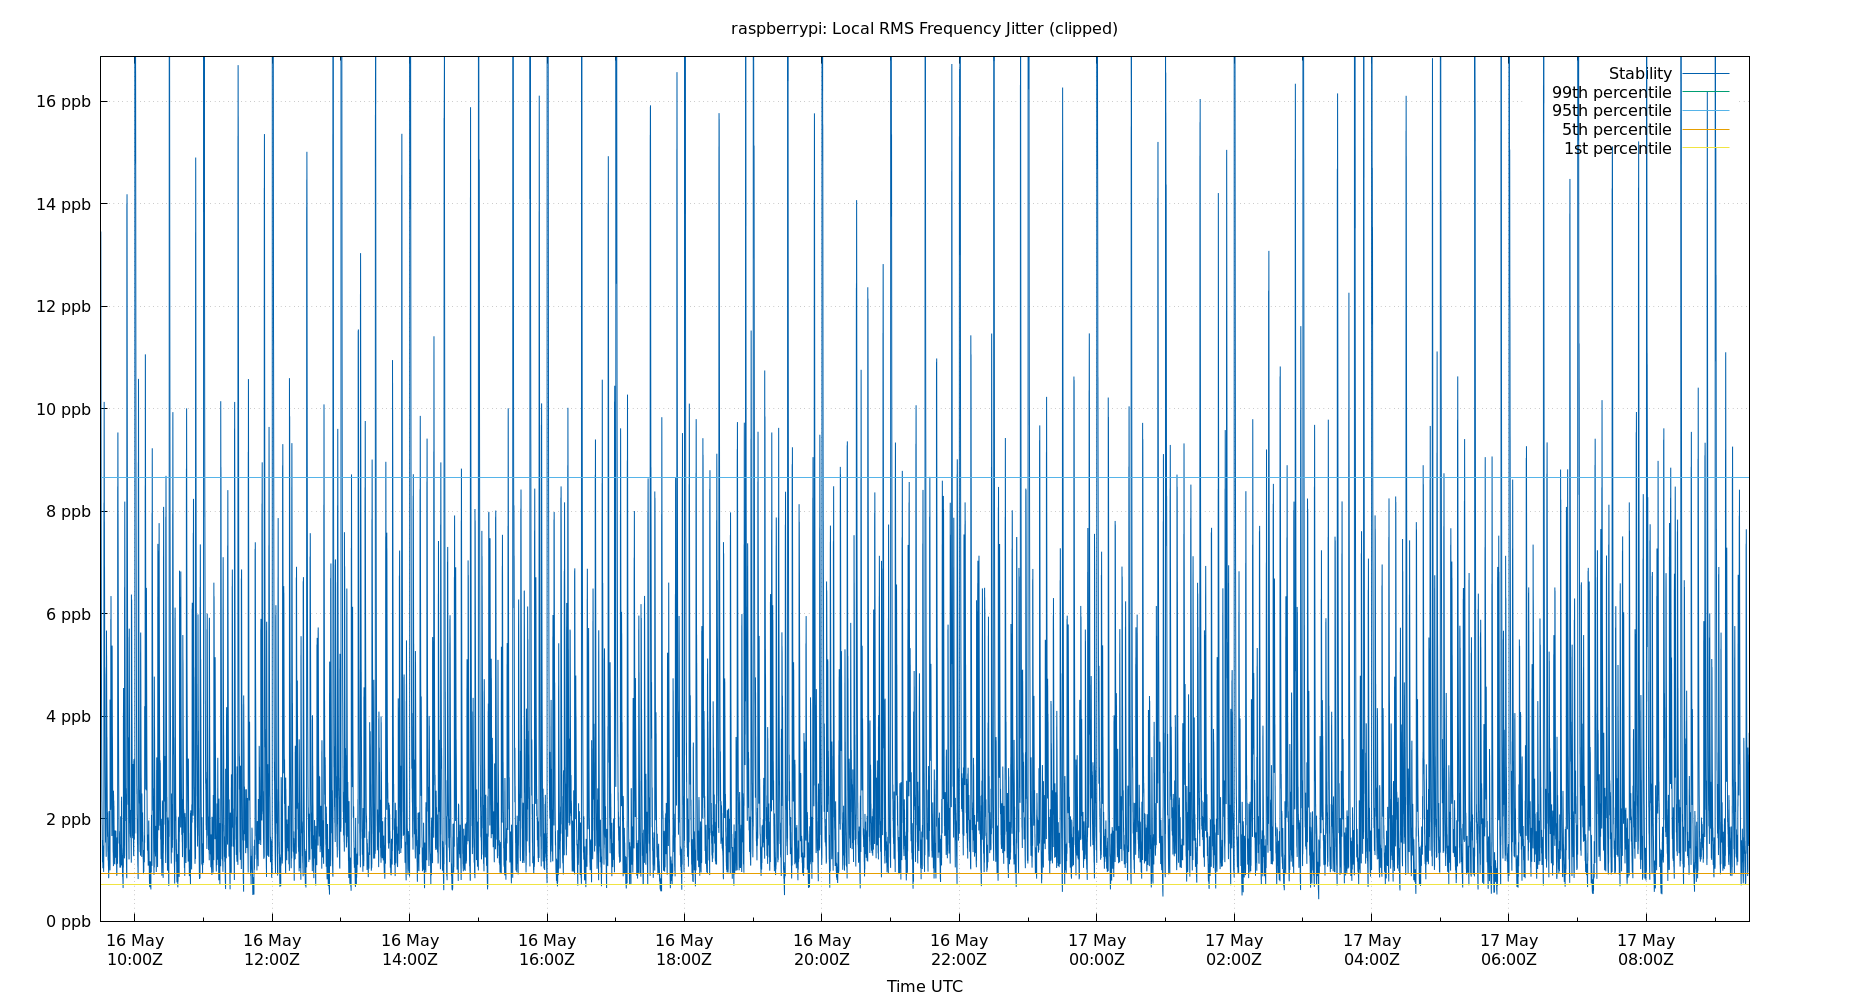 raspberrypi: Local RMS Frequency Jitter (clipped)
Stability
99th percentile
95th percentile
5th percentile
1st percentile
16 ppb
14 ppb
12 ppb
10 ppb
8 ppb
6 ppb
4 ppb
2 ppb
0 ppb
16 May 16 May 16 May 16 May 16 May 16 May 16 May 17 May 17 May 17 May 17 May 17 May
10:00Z 12:00Z 14:00Z 16:00Z 18:00Z 20:00Z 22:00Z 00:00Z 02:00Z 04:00Z 06:00Z 08:00Z
Time UTC